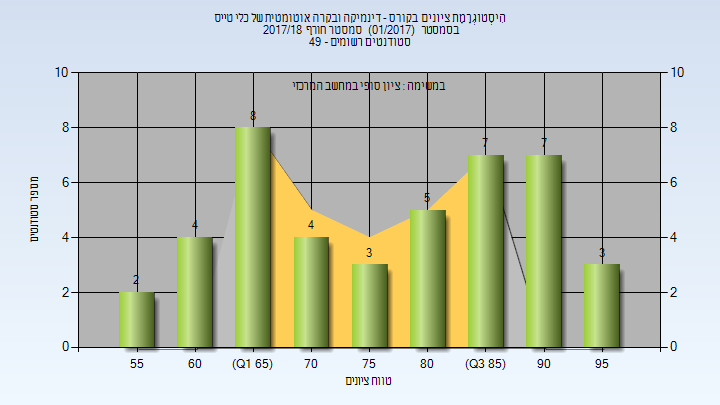 היסטוגרמת ציונים בקורס - דינמיקה ובקרה אוטומטית של כלי טייס
בסמסטר (01/2017) סמסטר חורף 2017/18
סטודנטים רשומים - 49
במשימה : ציון סופי במחשב המרכזי
10 10
8 8
6 6
4 4
2 2
0 0
2 4 8 4 3 5 7 7 3
מספר סטודנטים
55 60 (Q1 65) 70 75 80 (Q3 85) 90 95
טווח ציונים